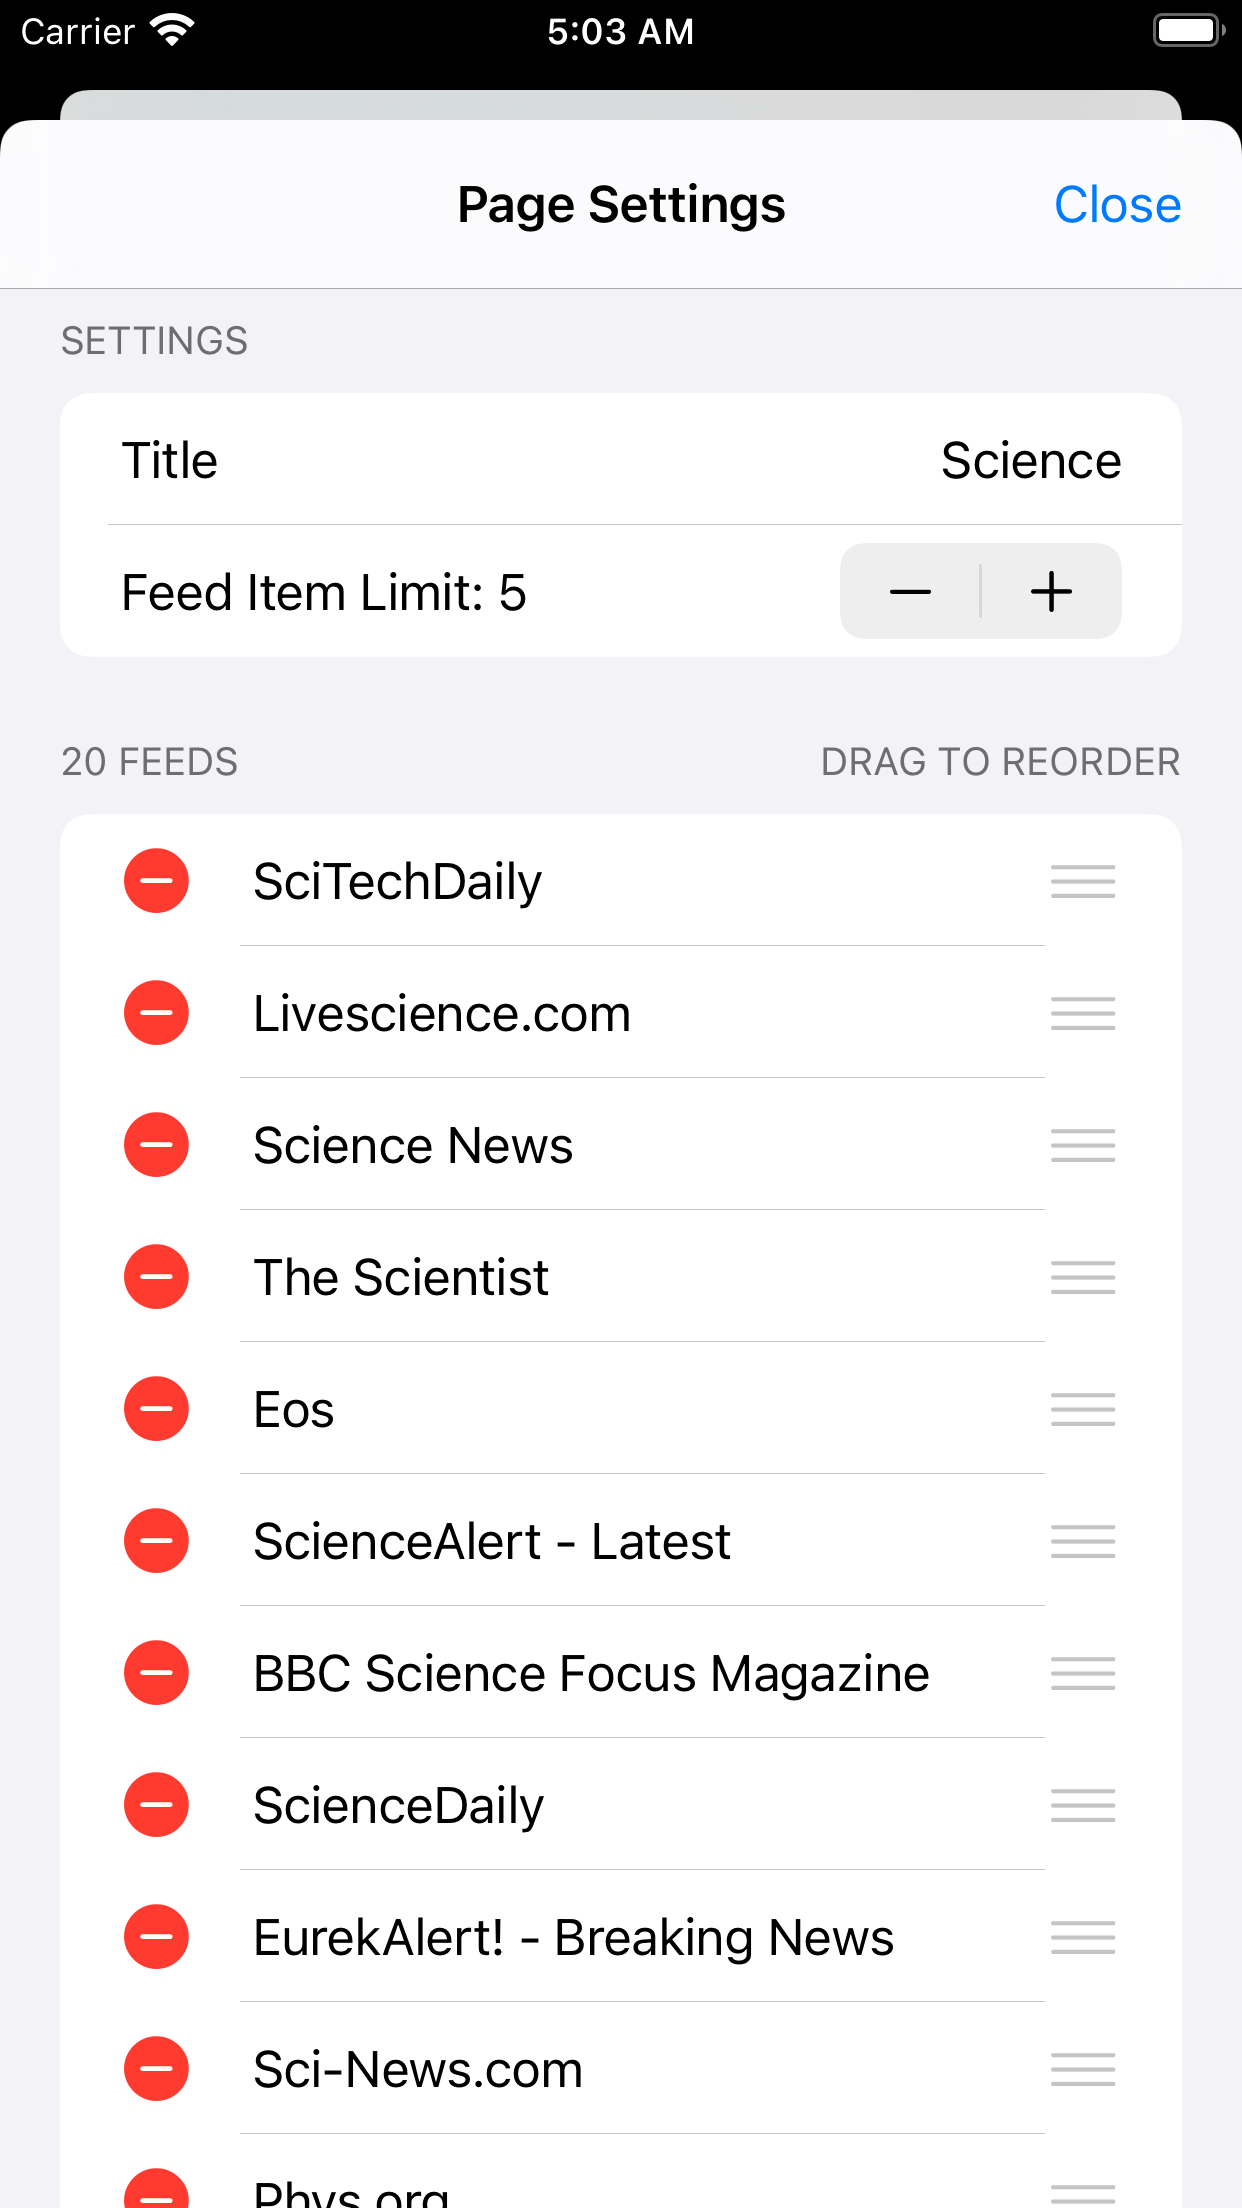 Carrier 5:03 AM
Page Settings Close
SETTINGS
Title Science
Feed Item Limit: 5
20 FEEDS DRAG TO REORDER
SciTechDaily
Livescience.com
Science News
The Scientist
Eos
ScienceAlert - Latest
BBC Science Focus Magazine
ScienceDaily
EurekAlert! - Breaking News
Sci-News.com
Phys.org